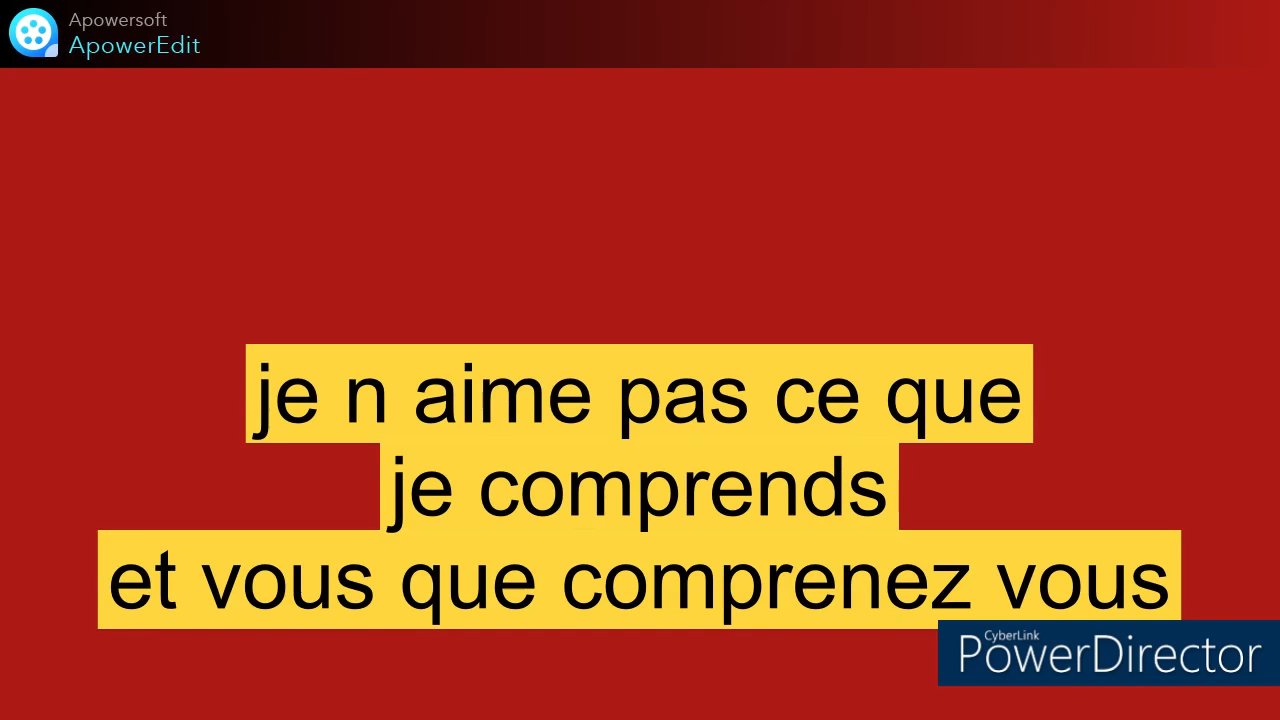 Apowersoft
ApowerEdit
je n aime pas ce que
je comprends
et vous que comprenez vous
CyberLink
PowerDirector